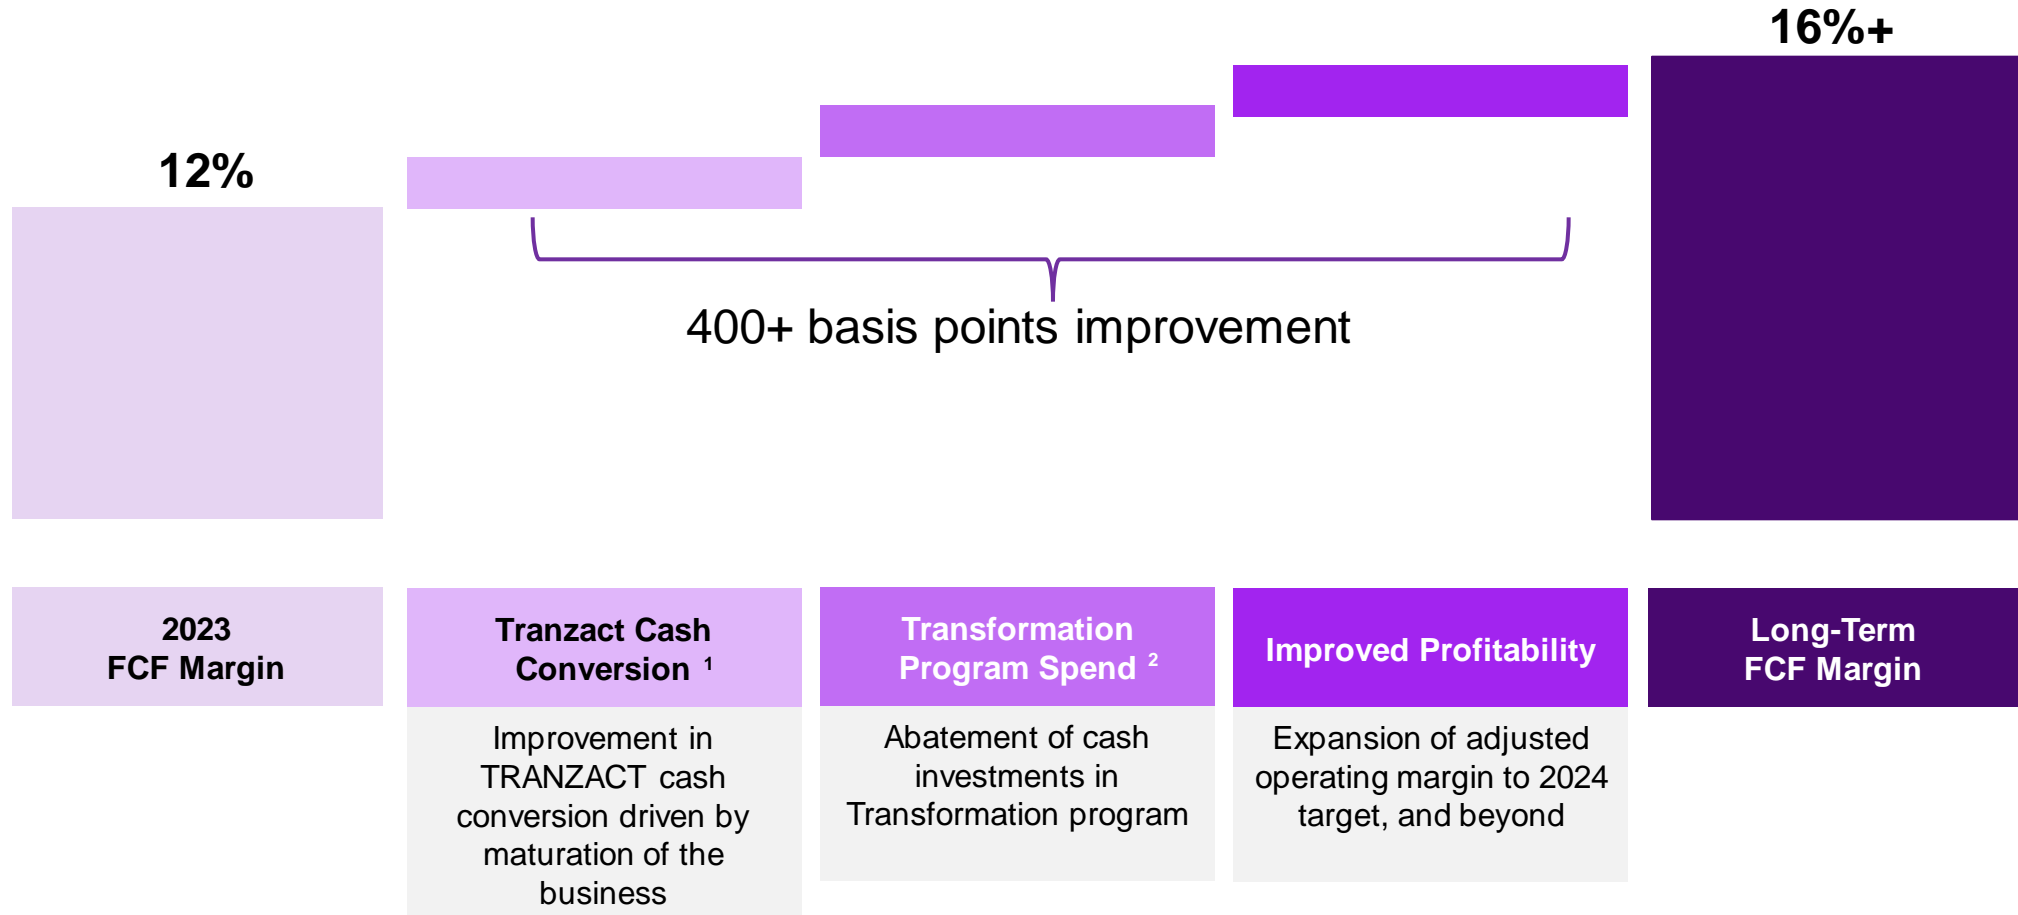 16%+
12%
400+ basis points improvement
2023
FCF Margin
Tranzact Cash
Conversion 1
Improvement in
TRANZACT cash
conversion driven by
maturation of the
business
Transformation
Program Spend 2
Abatement of cash
investments in
Transformation program
Improved Profitability
Expansion of adjusted
operating margin to 2024
target, and beyond
Long-Term
FCF Margin